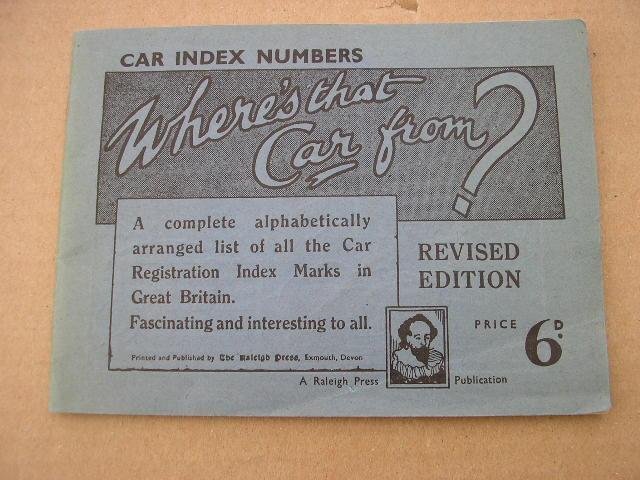 CAR INDEX NUMBERS
Where's that
Car from?
A complete alphabetically
arranged list of all the Car
Registration Index Marks in
Great Britain.
Fascinating and interesting to all.
Printed and Published by The Raleigh Press, Exmouth, Devon
REVISED
EDITION
PRICE 6D.
A Raleigh Press Publication